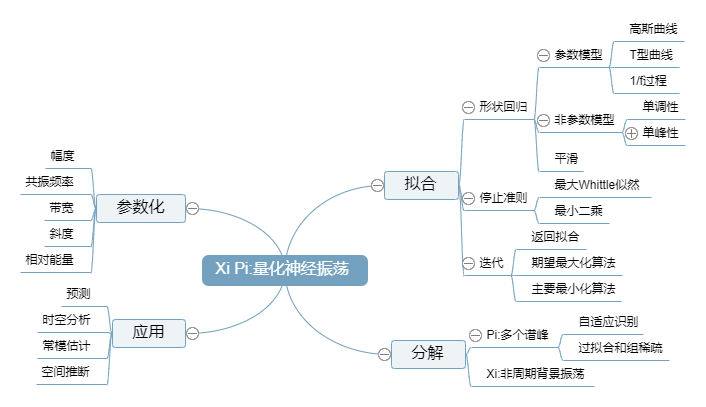 Xi Pi:量化神经振荡
拟合
形状回归
参数模型
高斯曲线
T型曲线
1/f过程
非参数模型
单调性
单峰性
平滑
停止准则
最大Whittle似然
最小二乘
迭代
返回拟合
期望最大化算法
主要最小化算法
分解
Pi:多个谱峰
自适应识别
过拟合和组稀疏
Xi:非周期背景振荡
参数化
幅度
共振频率
带宽
斜度
相对能量
应用
预测
时空分析
常模估计
空间推断